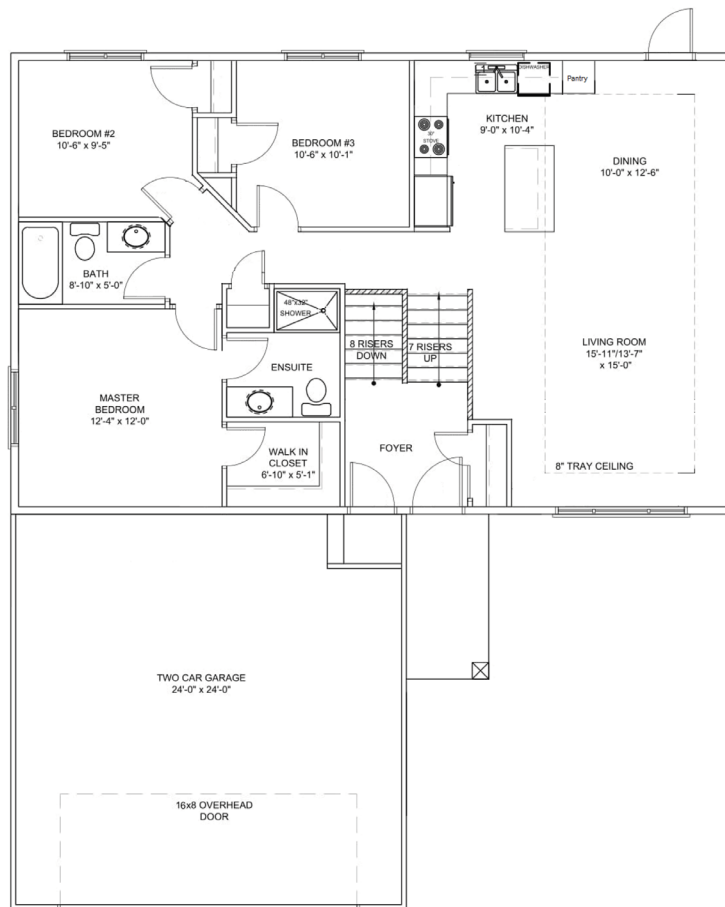 DISHWASHER
Pantry
KITCHEN
9'-0" x 10'-4"
BEDROOM #2
10'-6" x 9'-5"
BEDROOM #3
10'-6" x 10'-1"
30"
STOVE
DINING
10'-0" x 12'-6"
BATH
8'-10" x 5'-0"
48"x32"
SHOWER
8 RISERS
DOWN
7 RISERS
UP
LIVING ROOM
15'-11"/13'-7"
x 15'-0"
ENSUITE
MASTER
BEDROOM
12'-4" x 12'-0"
WALK IN
CLOSET
6'-10" x 5'-1"
FOYER
8" TRAY CEILING
TWO CAR GARAGE
24'-0" x 24'-0"
16x8 OVERHEAD
DOOR